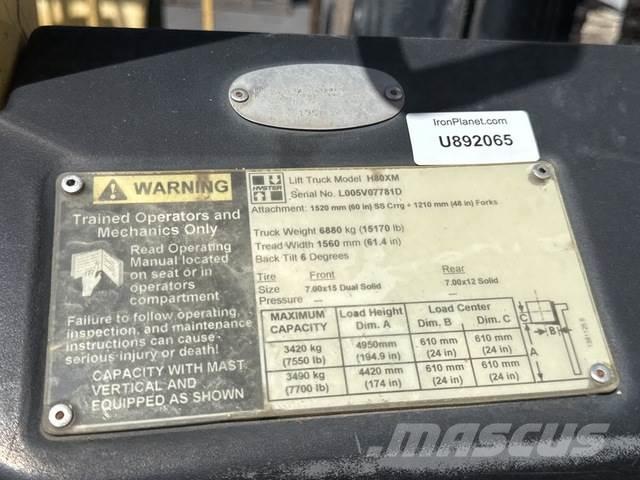 IronPlanet.com
U892065
WARNING
Trained Operators and
Mechanics Only
Read Operating
Manual located
on seat or in
operators
compartment
Failure to follow operating,
inspection, and maintenance
instructions can cause
serious injury or death!
CAPACITY WITH MAST
VERTICAL AND
EQUIPPED AS SHOWN
HYSTER
Lift Truck Model H80XM
Serial No. L005V07781D
Attachment: 1520 mm (60 in) SS Crrg + 1210 mm (48 in) Forks
Truck Weight 6880 kg (15170 lb)
Tread Width 1560 mm (61.4 in)
Back Tilt 6 Degrees
Tire Front Rear
Size 7.00x15 Dual Solid 7.00x12 Solid
Pressure — —
MAXIMUM CAPACITY Load Height Dim. A Load Center Dim. B Dim. C
3420 kg (7550 lb) 4950mm (194.9 in) 610 mm (24 in) 610 mm (24 in)
3490 kg (7700 lb) 4420 mm (174 in) 610 mm (24 in) 610 mm (24 in)
C
B
A
MASCUS